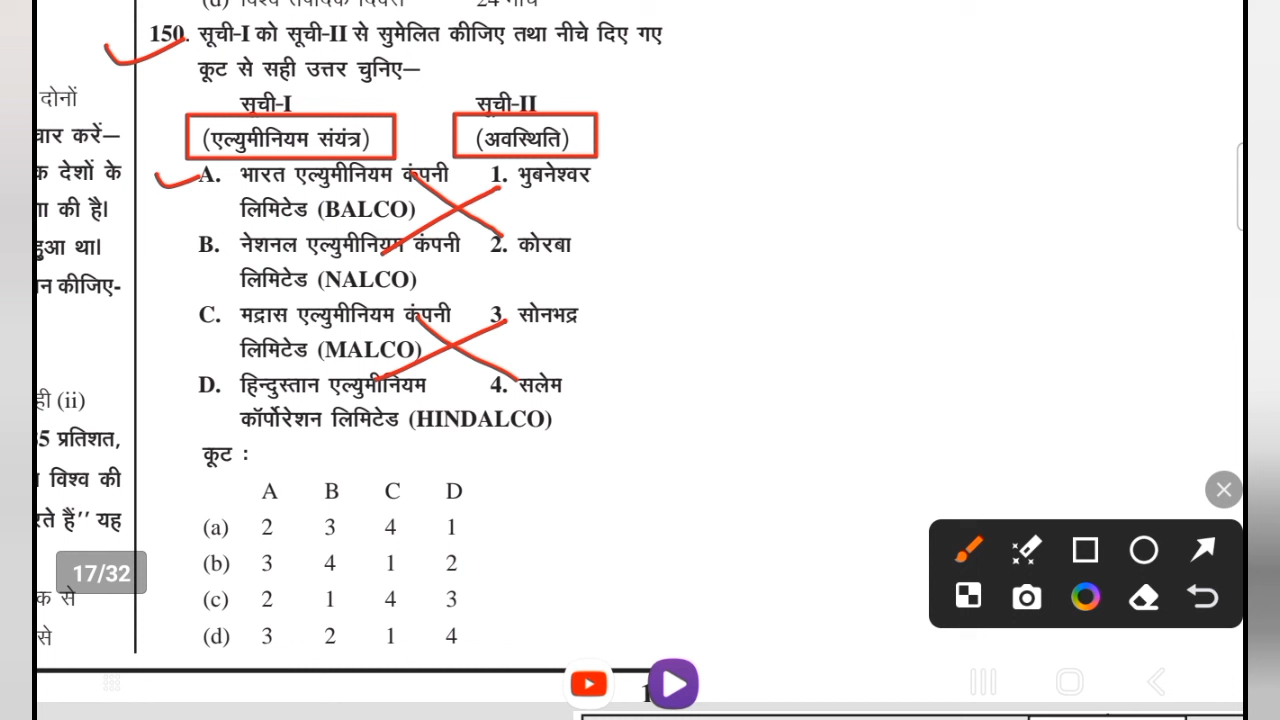 150. सूची-I को सूची-II से सुमेलित कीजिए तथा नीचे दिए गए
कूट से सही उत्तर चुनिए—
सूची-I सूची-II
(एल्युमीनियम संयंत्र) (अवस्थिति)
A. भारत एल्युमीनियम कंपनी 1. भुबनेश्वर
लिमिटेड (BALCO)
B. नेशनल एल्युमीनियम कंपनी 2. कोरबा
लिमिटेड (NALCO)
C. मद्रास एल्युमीनियम कंपनी 3. सोनभद्र
लिमिटेड (MALCO)
D. हिन्दुस्तान एल्युमीनियम 4. सलेम
कॉर्पोरेशन लिमिटेड (HINDALCO)
कूट :
A B C D
(a) 2 3 4 1
(b) 3 4 1 2
(c) 2 1 4 3
(d) 3 2 1 4
दोनों
करें—
देशों के
की है।
हुआ था।
कीजिए-
ही (ii)
प्रतिशत,
विश्व की
हैं'' यह
17/32
से
से